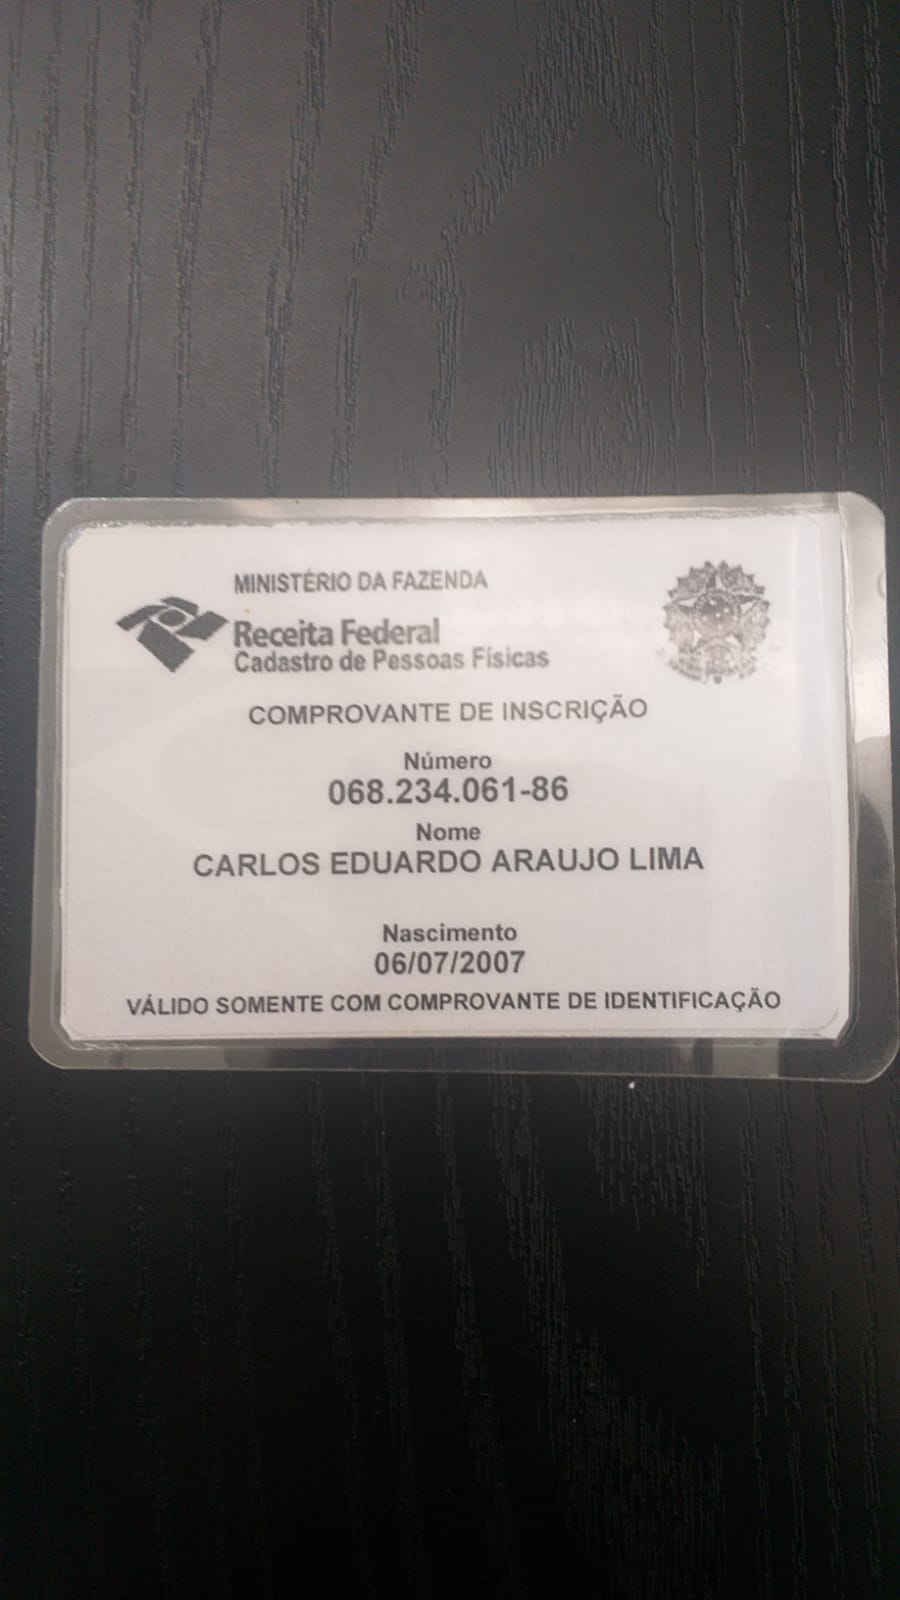 MINISTÉRIO DA FAZENDA
Receita Federal
Cadastro de Pessoas Físicas
COMPROVANTE DE INSCRIÇÃO
Número
068.234.061-86
Nome
CARLOS EDUARDO ARAUJO LIMA
Nascimento
06/07/2007
VÁLIDO SOMENTE COM COMPROVANTE DE IDENTIFICAÇÃO